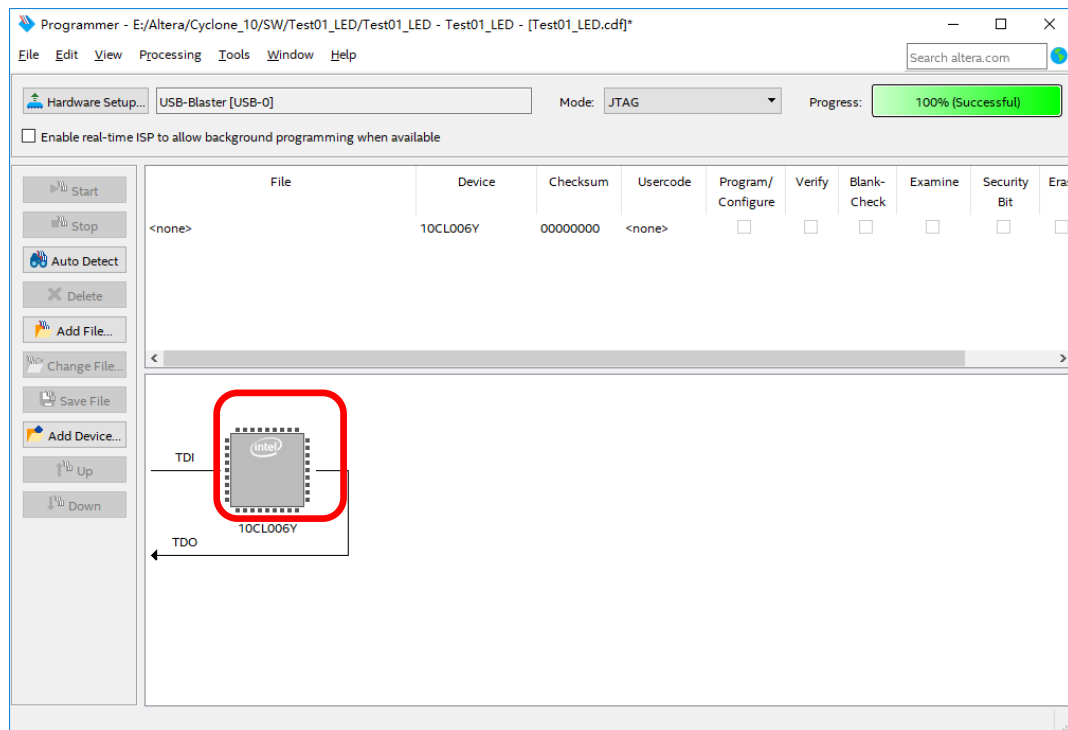 Programmer - E:/Altera/Cyclone_10/SW/Test01_LED/Test01_LED - Test01_LED - [Test01_LED.cdf]*
File Edit View Processing Tools Window Help
Search altera.com
Hardware Setup... USB-Blaster [USB-0] Mode: JTAG Progress: 100% (Successful)
Enable real-time ISP to allow background programming when available
Start
Stop
Auto Detect
Delete
Add File...
Change File...
Save File
Add Device...
Up
Down
File Device Checksum Usercode Program/ Verify Blank- Examine Security Eras
Configure Check Bit
<none> 10CL006Y 00000000 <none>
TDI
intel
10CL006Y
TDO